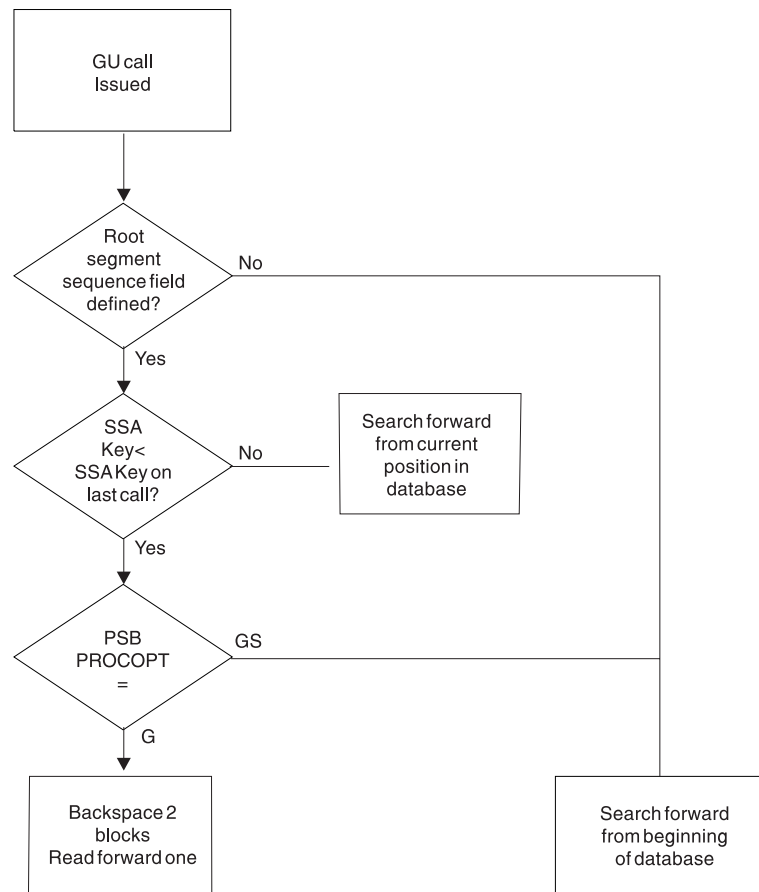 GU call
Issued
Root
segment
sequence field
defined?
No
Yes
SSA
Key<
SSA Key on
last call?
No
Search forward
from current
position in
database
Yes
PSB
PROCOPT
=
GS
G
Backspace 2
blocks
Read forward one
Search forward
from beginning
of database